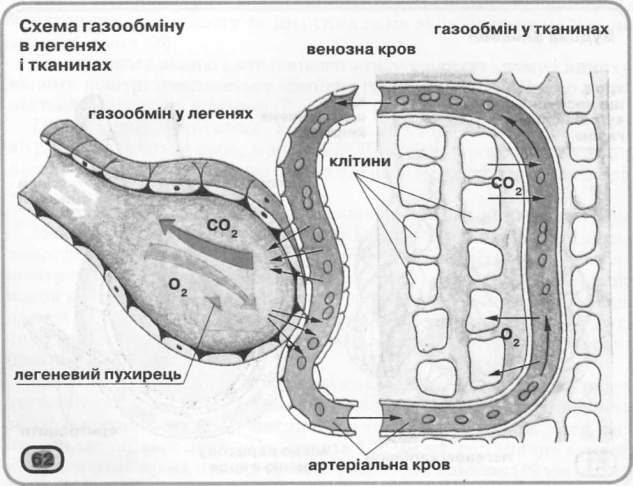 Схема газообміну
в легенях
і тканинах
газообмін у тканинах
венозна кров
газообмін у легенях
клітини
CO2
CO2
O2
O2
легеневий пухирець
артеріальна кров
62